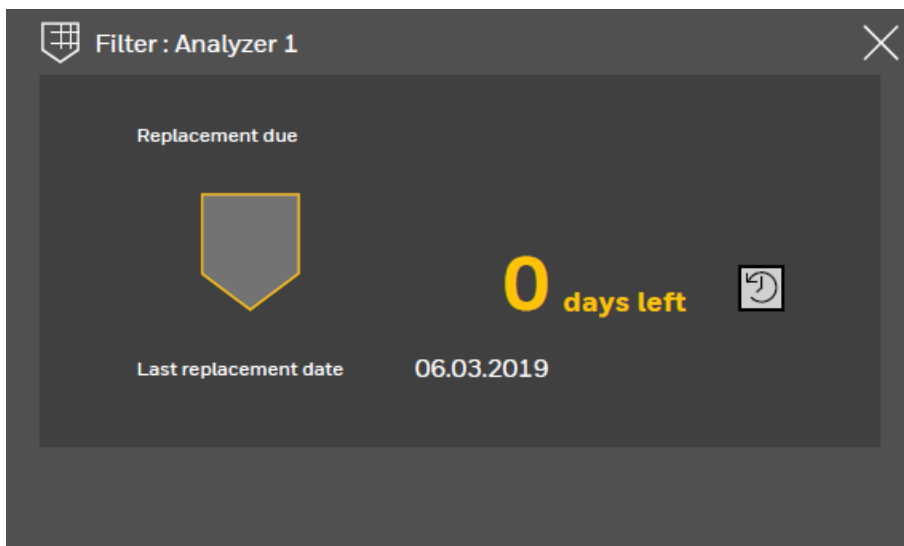 Filter : Analyzer 1
Replacement due
0 days left
Last replacement date 06.03.2019